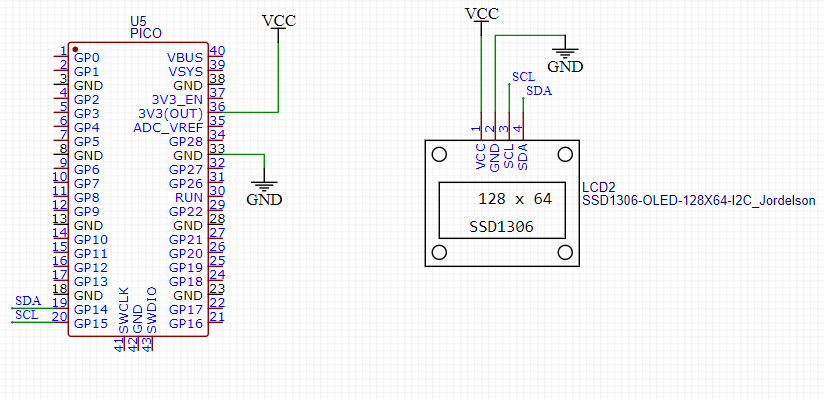 U5
PICO
VCC
1 GP0 VBUS 40
2 GP1 VSYS 39
3 GND GND 38
4 GP2 3V3_EN 37
5 GP3 3V3(OUT) 36
6 GP4 ADC_VREF 35
7 GP5 GP28 34
8 GND GND 33
9 GP6 GP27 32
10 GP7 GP26 31
11 GP8 RUN 30
12 GP9 GP22 29
13 GND GND 28
14 GP10 GP21 27
15 GP11 GP20 26
16 GP12 GP19 25
17 GP13 GP18 24
18 GND GND 23
SDA 19 GP14 GP17 22
SCL 20 GP15 GP16 21
SWCLK
GND
SWDIO
41
42
43
GND
VCC
GND
SCL
SDA
1
2
3
4
VCC
GND
SCL
SDA
128 x 64
SSD1306
LCD2
SSD1306-OLED-128X64-I2C_Jordelson